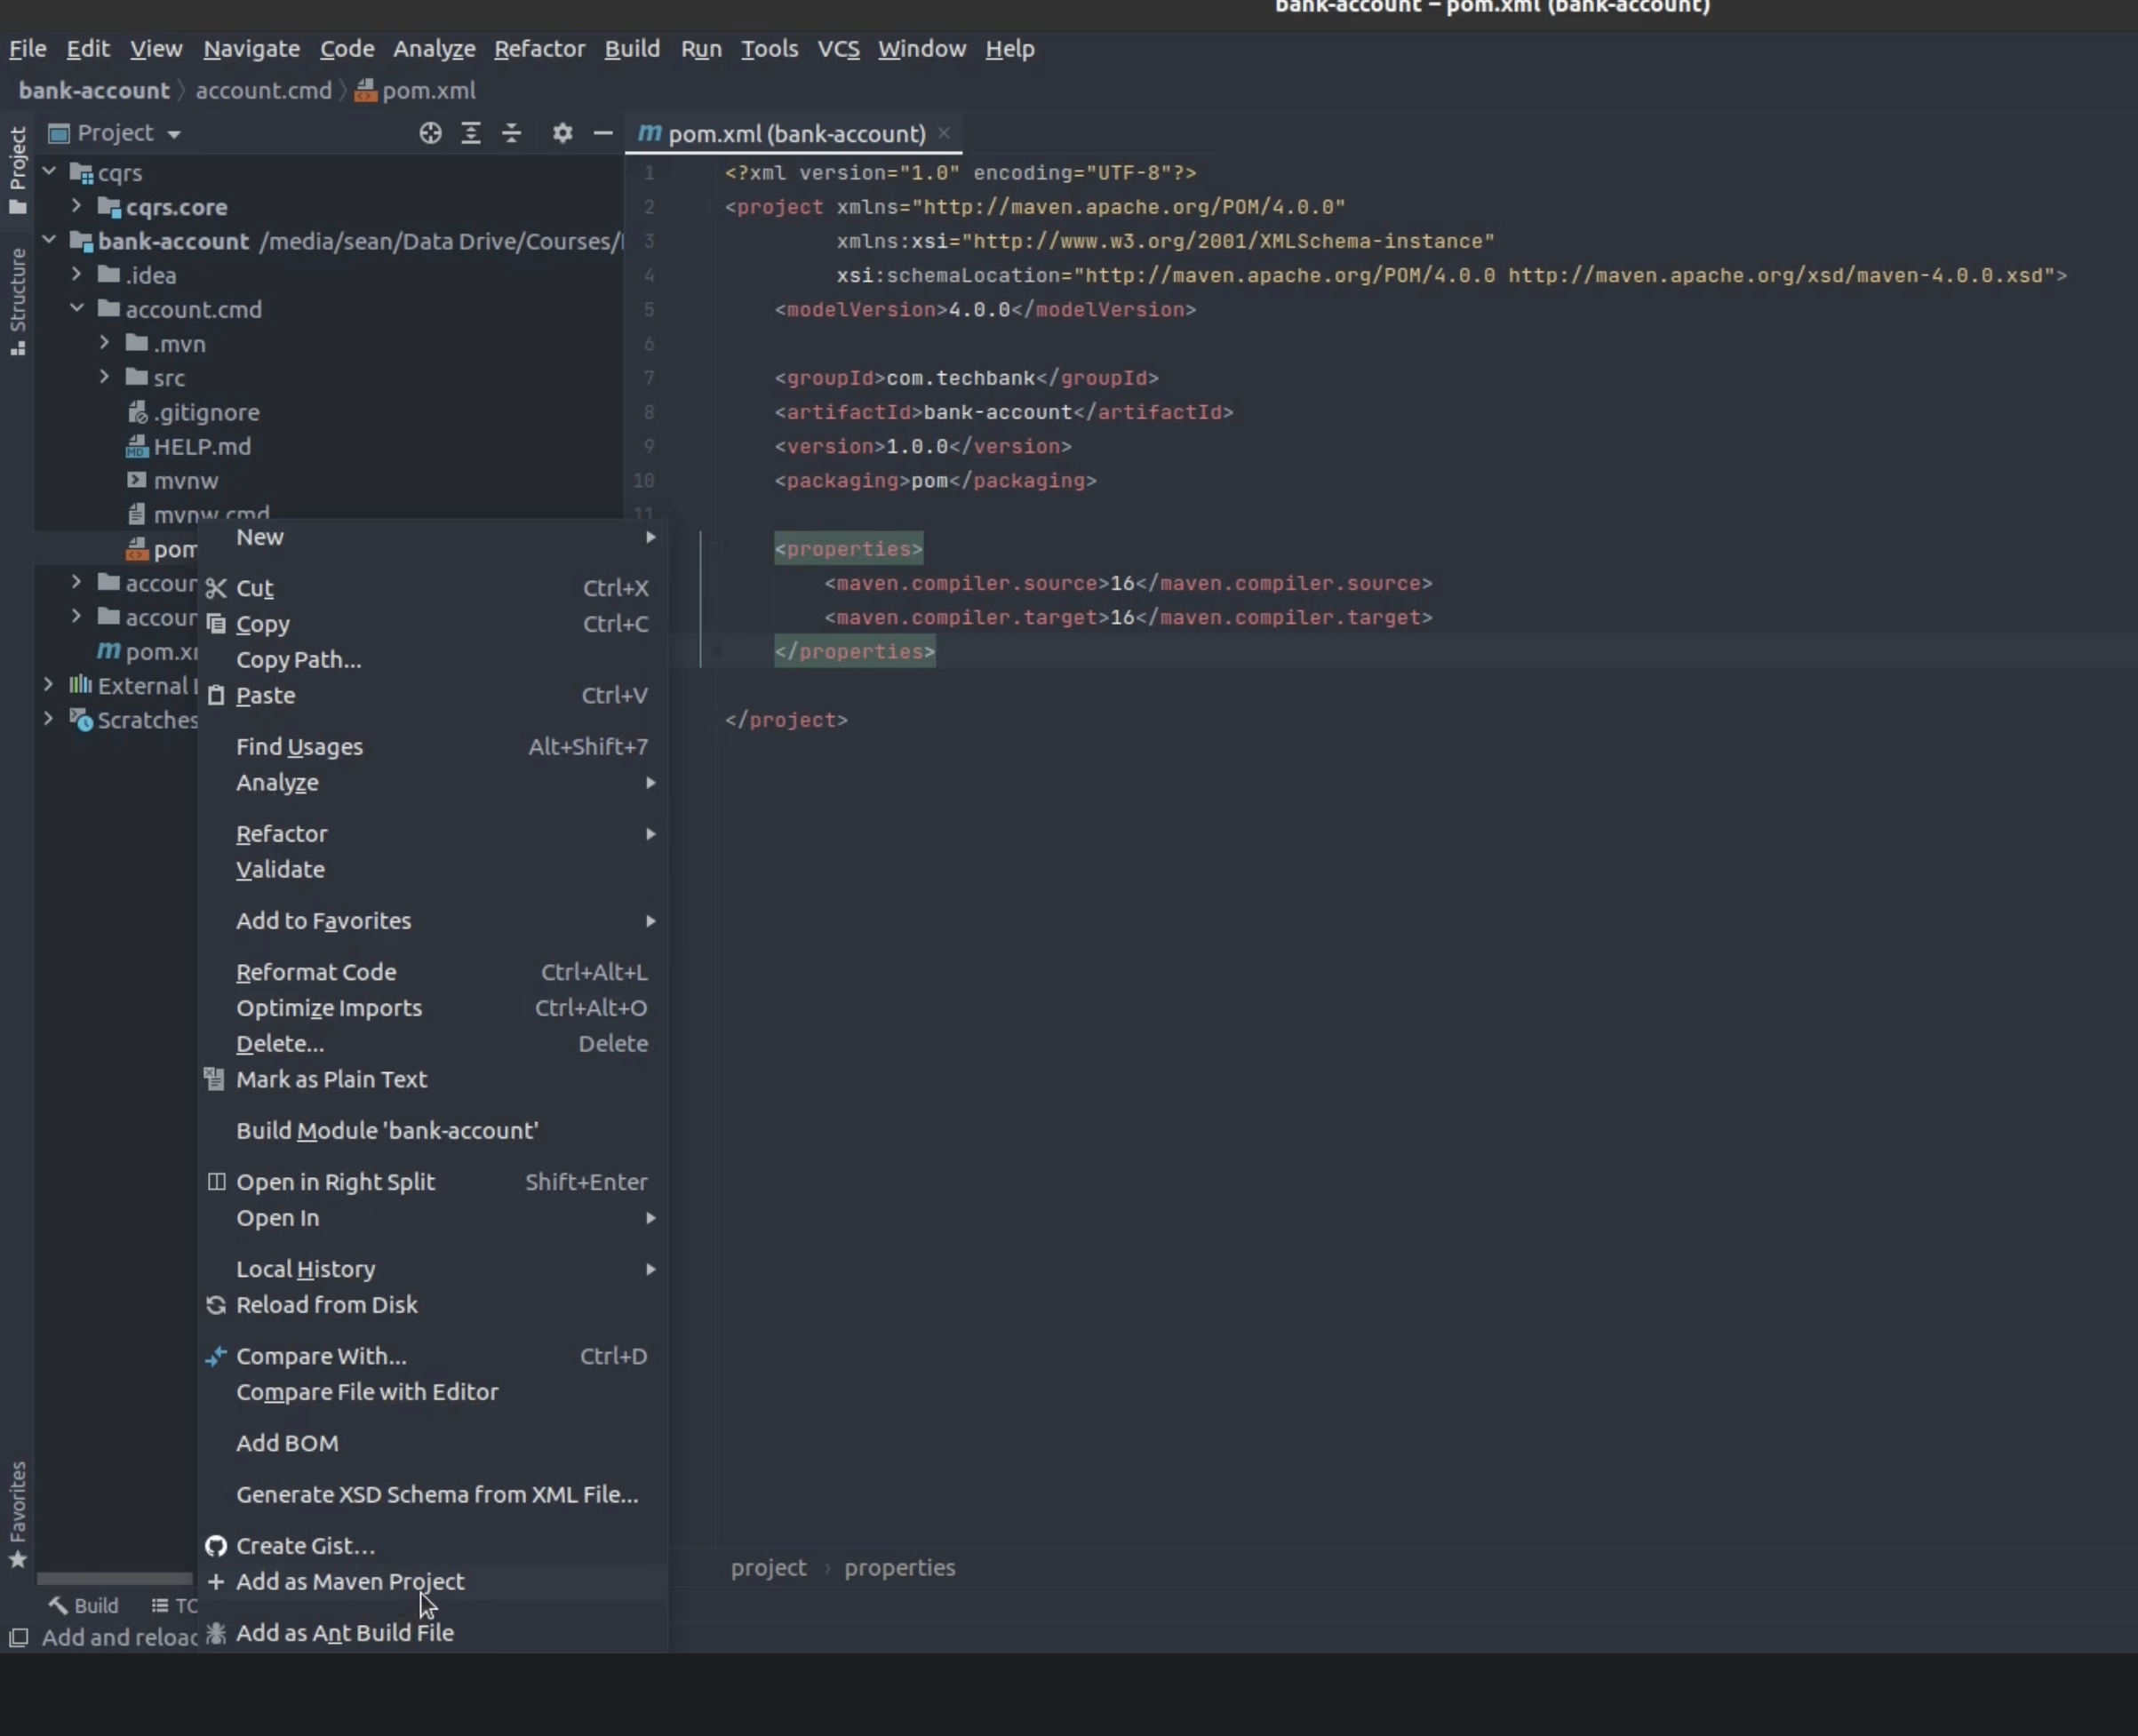 bank-account – pom.xml (bank-account)
File Edit View Navigate Code Analyze Refactor Build Run Tools VCS Window Help
bank-account account.cmd pom.xml
Project
Structure
Favorites
Project
cqrs
cqrs.core
bank-account /media/sean/Data Drive/Courses/
.idea
account.cmd
.mvn
src
.gitignore
HELP.md
mvnw
mvnw.cmd
pom
accour
accour
pom.x
External
Scratches
New
Cut Ctrl+X
Copy Ctrl+C
Copy Path...
Paste Ctrl+V
Find Usages Alt+Shift+7
Analyze
Refactor
Validate
Add to Favorites
Reformat Code Ctrl+Alt+L
Optimize Imports Ctrl+Alt+O
Delete... Delete
Mark as Plain Text
Build Module 'bank-account'
Open in Right Split Shift+Enter
Open In
Local History
Reload from Disk
Compare With... Ctrl+D
Compare File with Editor
Add BOM
Generate XSD Schema from XML File...
Create Gist...
Add as Maven Project
Add as Ant Build File
m pom.xml (bank-account)
1 <?xml version="1.0" encoding="UTF-8"?>
2 <project xmlns="http://maven.apache.org/POM/4.0.0"
3 xmlns:xsi="http://www.w3.org/2001/XMLSchema-instance"
4 xsi:schemaLocation="http://maven.apache.org/POM/4.0.0 http://maven.apache.org/xsd/maven-4.0.0.xsd">
5 <modelVersion>4.0.0</modelVersion>
6
7 <groupId>com.techbank</groupId>
8 <artifactId>bank-account</artifactId>
9 <version>1.0.0</version>
10 <packaging>pom</packaging>
11
<properties>
<maven.compiler.source>16</maven.compiler.source>
<maven.compiler.target>16</maven.compiler.target>
</properties>
</project>
project › properties
Build TO
Add and reload